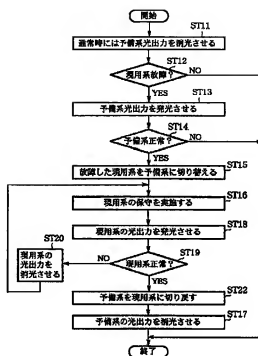 開始
ST11
通常時には予備系光出力を消光させる
ST12
現用系故障?
NO
YES
ST13
予備系光出力を発光させる
ST14
予備系正常?
NO
YES
ST15
故障した現用系を予備系に切り替える
ST16
現用系の保守を実施する
ST18
現用系の光出力を発光させる
ST20
現用系の
光出力を
消光させる
ST19
現用系正常?
NO
YES
ST22
予備系を現用系に切り戻す
ST17
予備系の光出力を消光させる
終了